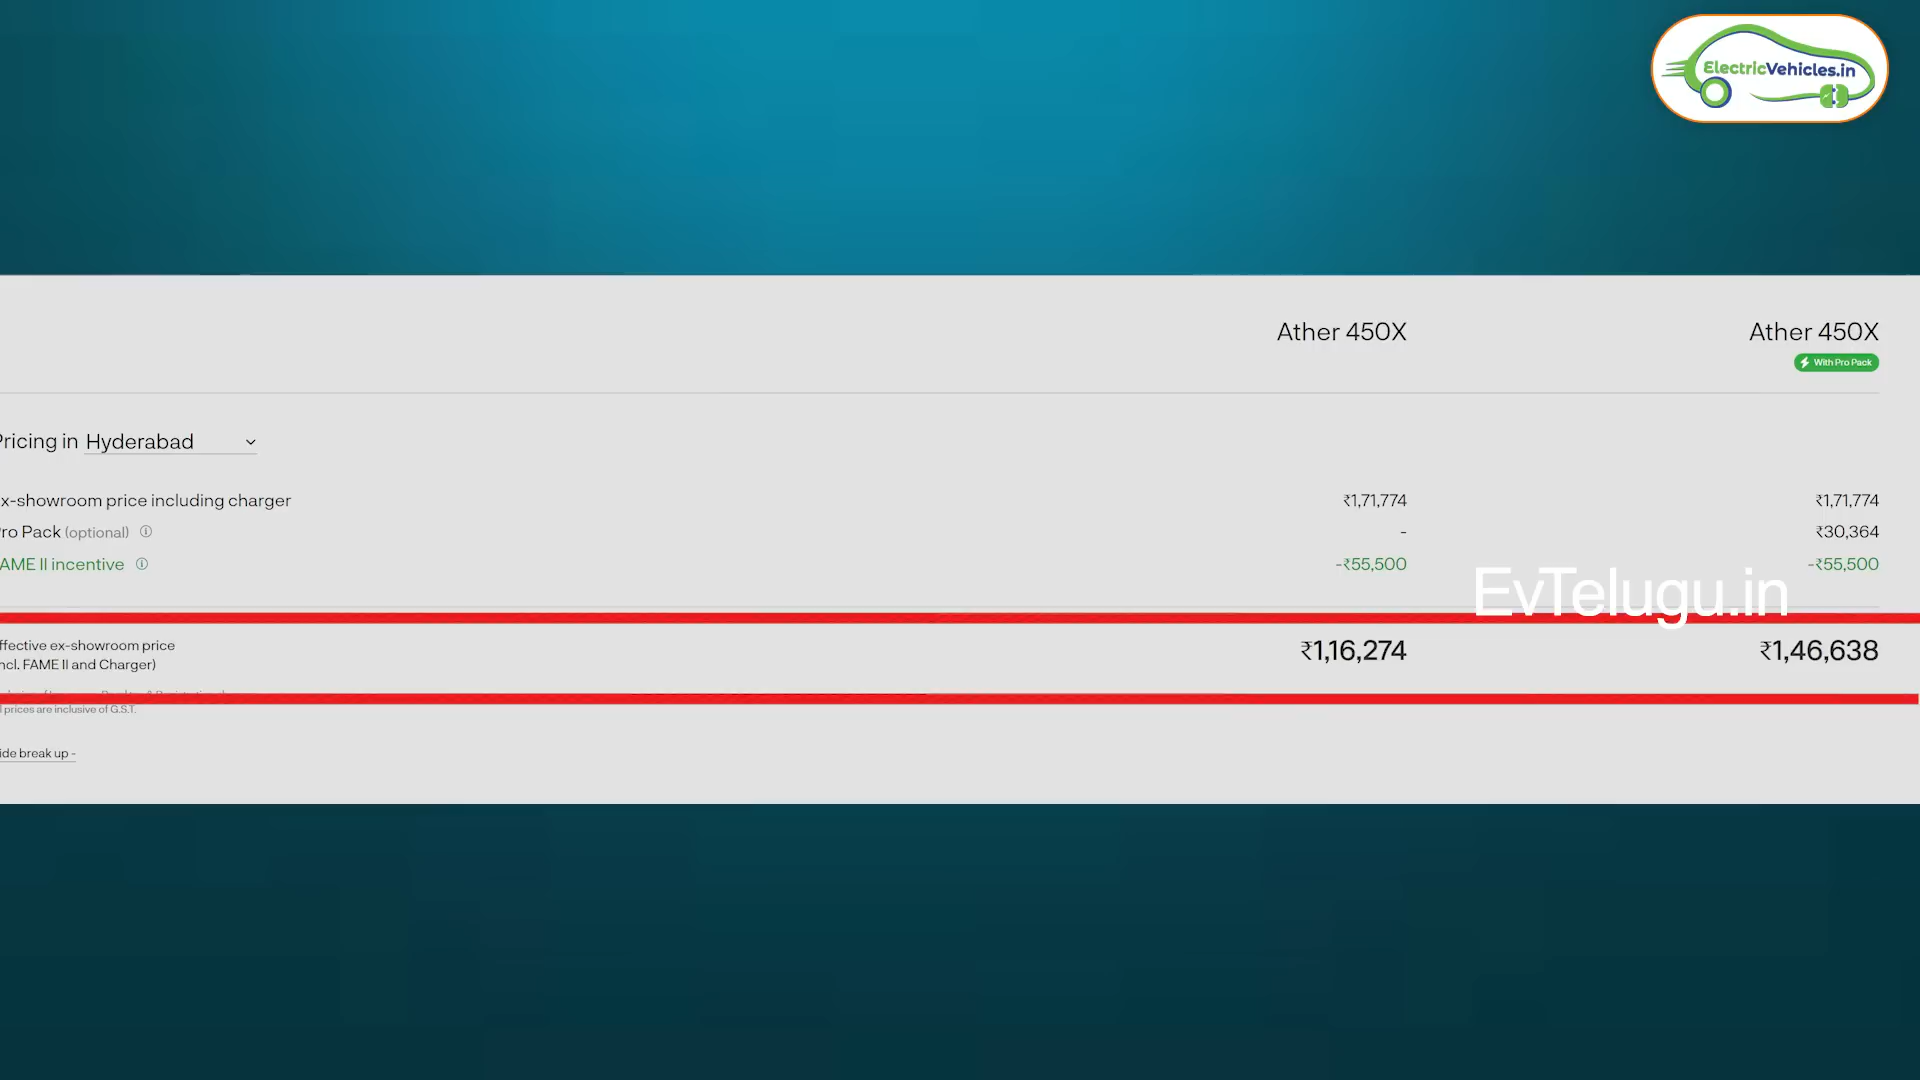 ElectricVehicles.in
Ather 450X Ather 450X
With Pro Pack
Pricing in Hyderabad
x-showroom price including charger ₹1,71,774 ₹1,71,774
ro Pack (optional) - ₹30,364
AME II incentive -₹55,500 -₹55,500
EvTelugu.in
ffective ex-showroom price ₹1,16,274 ₹1,46,638
ncl. FAME II and Charger)
l prices are inclusive of G.S.T.
ide break up -